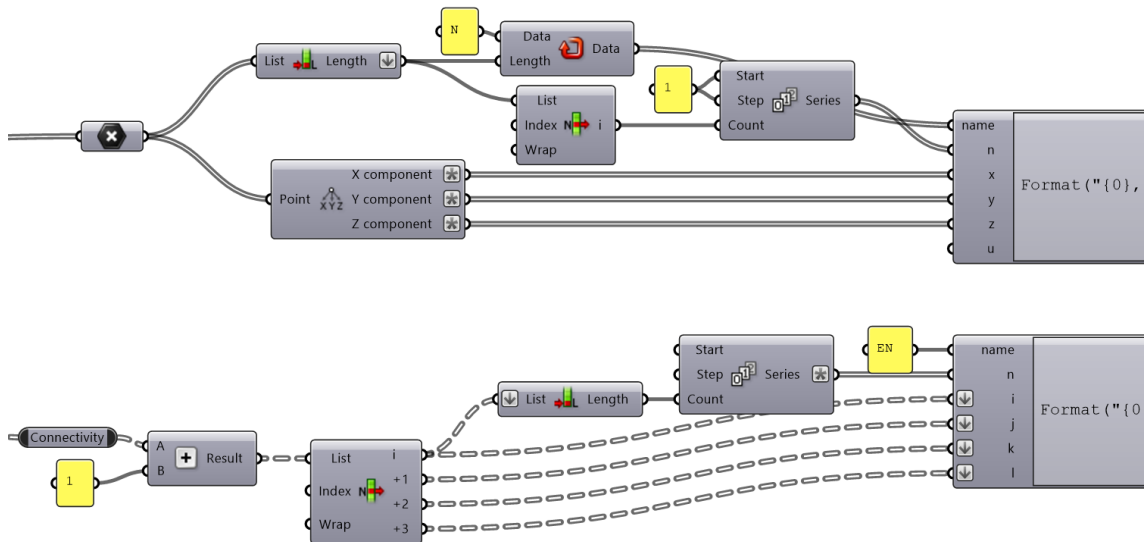 N
Data
Length
Data
List
Length
1
Start
Step
Series
Count
List
Index
Wrap
N
i
name
n
x
y
z
u
Format("{0},
Point
XYZ
X component
Y component
Z component
EN
Start
Step
Series
Count
List
Length
name
n
i
j
k
l
Format("{0
Connectivity
1
A
B
Result
List
Index
Wrap
N
i
+1
+2
+3